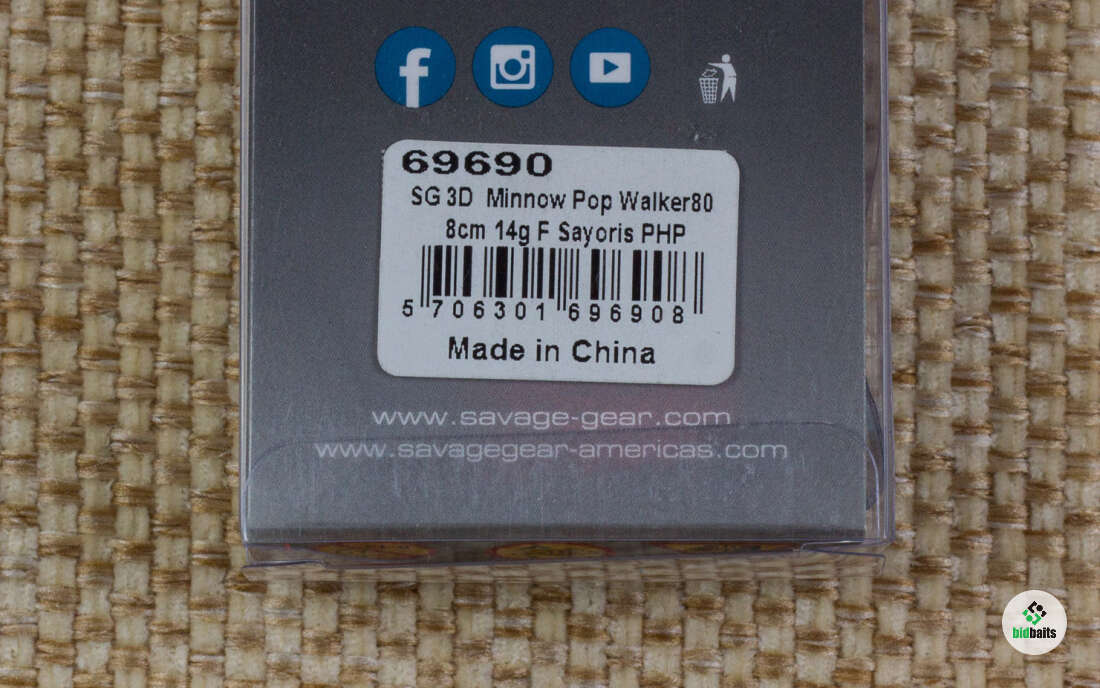 69690
SG 3D Minnow Pop Walker80
8cm 14g F Sayoris PHP
5 706301 696908
Made in China
www.savage-gear.com
www.savagegear-americas.com
bidbaits